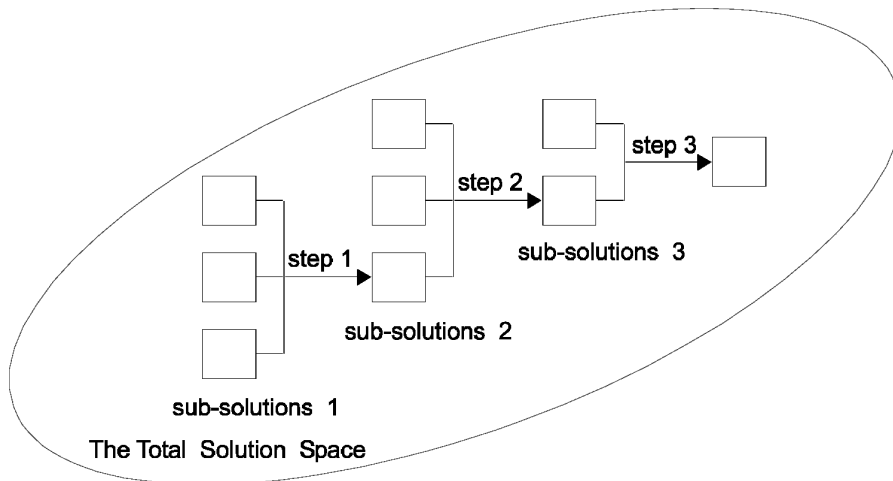 step 3
step 2
sub-solutions 3
step 1
sub-solutions 2
sub-solutions 1
The Total Solution Space